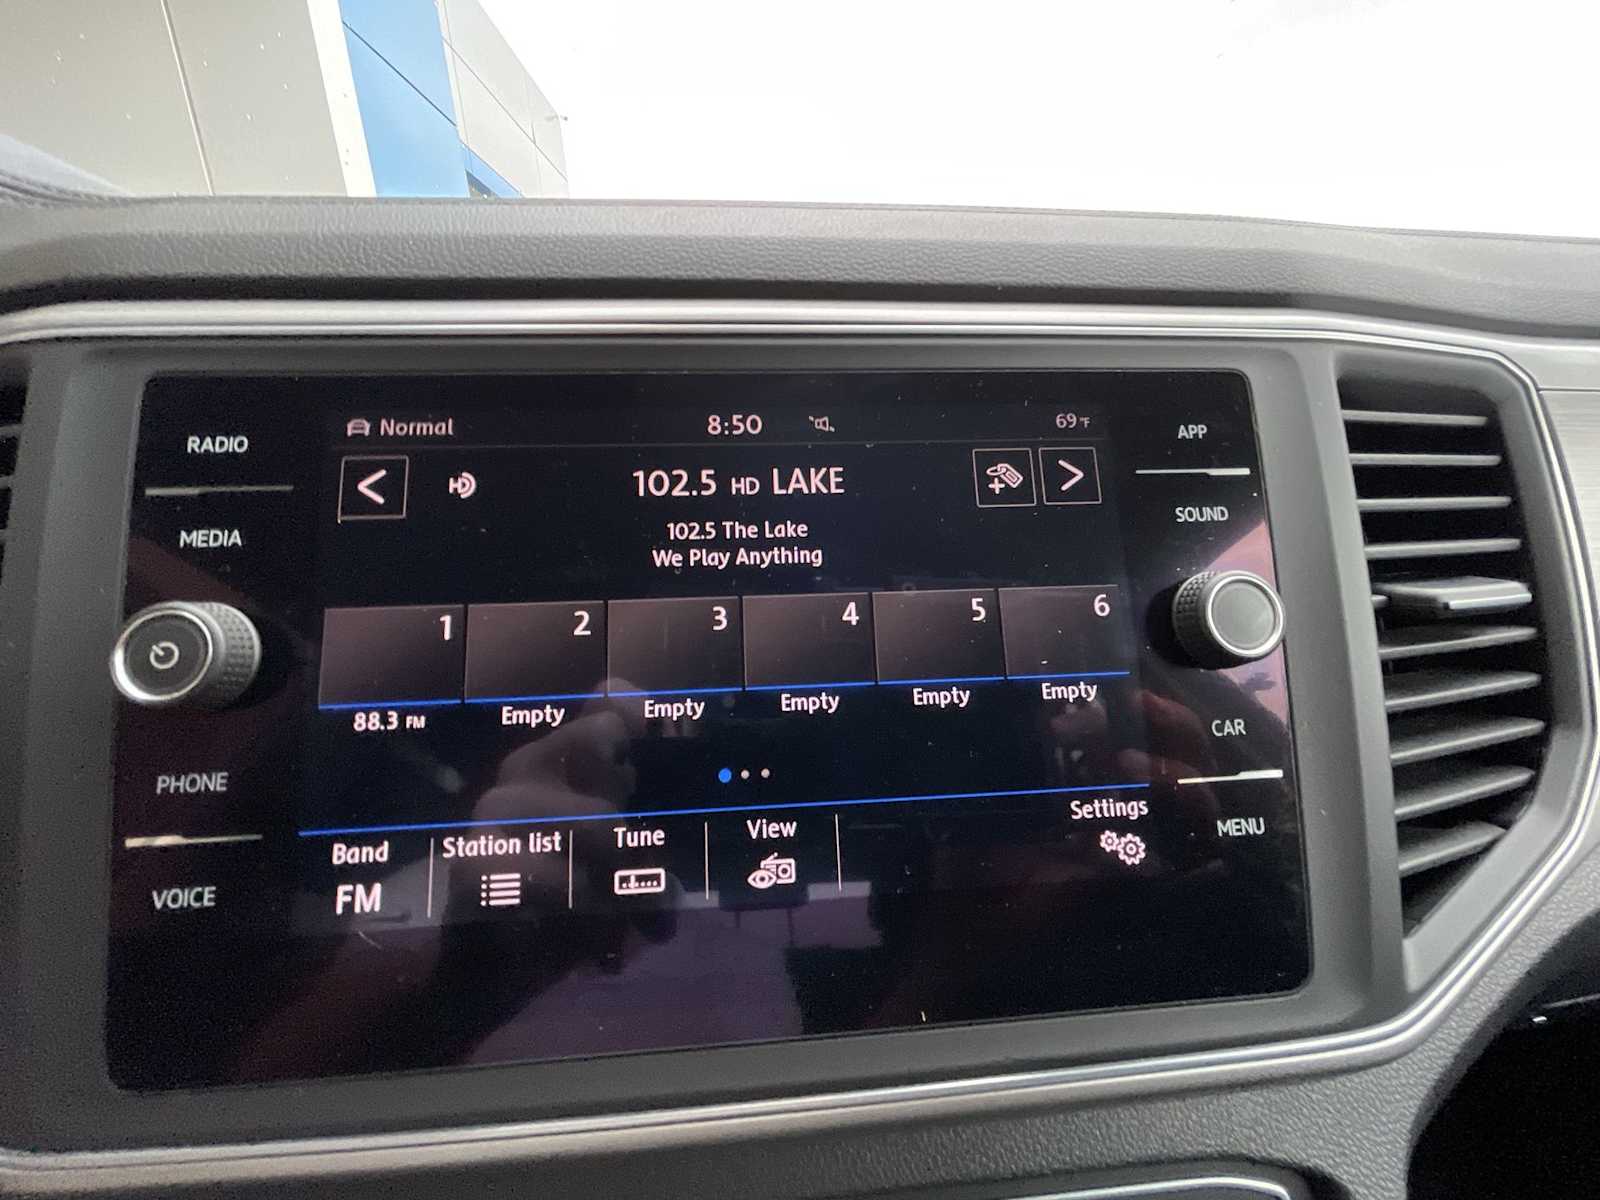 RADIO
MEDIA
PHONE
VOICE
Normal
8:50
69°F
HD
102.5 HD LAKE
102.5 The Lake
We Play Anything
1
2
3
4
5
6
88.3 FM
Empty
Empty
Empty
Empty
Empty
Band
FM
Station list
Tune
View
Settings
APP
SOUND
CAR
MENU